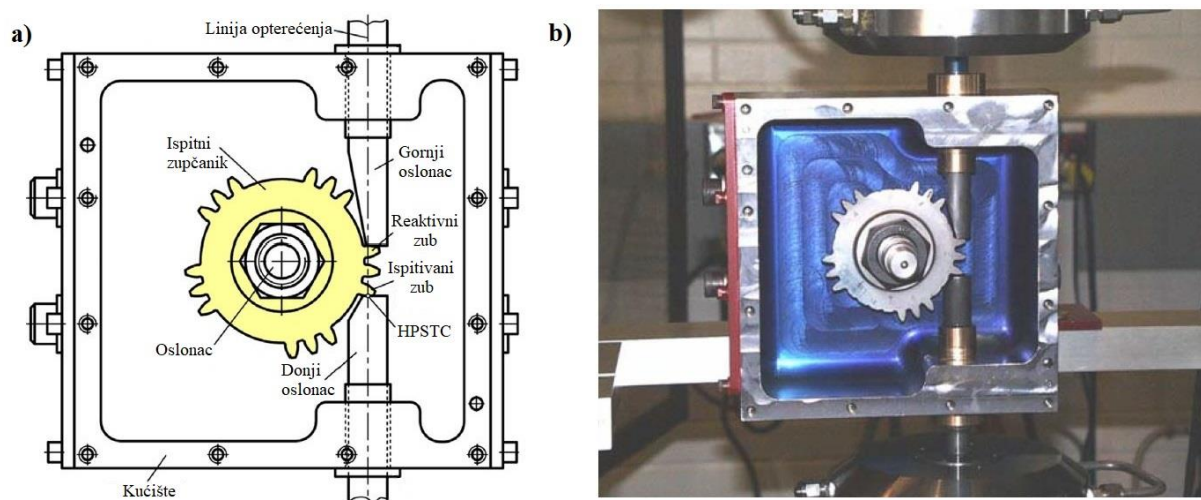 a)
Linija opterećenja
Ispitni
zupčanik
Gornji
oslonac
Reaktivni
zub
Ispitivani
zub
HPSTC
Oslonac
Donji
oslonac
Kućište
b)